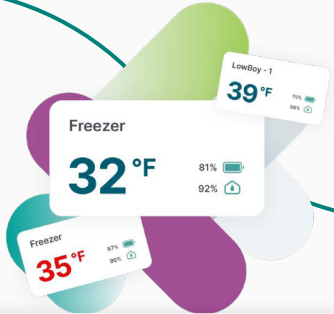 LowBoy - 1
39°F
75%
98%
Freezer
32°F
81%
92%
Freezer
35°F
67%
90%